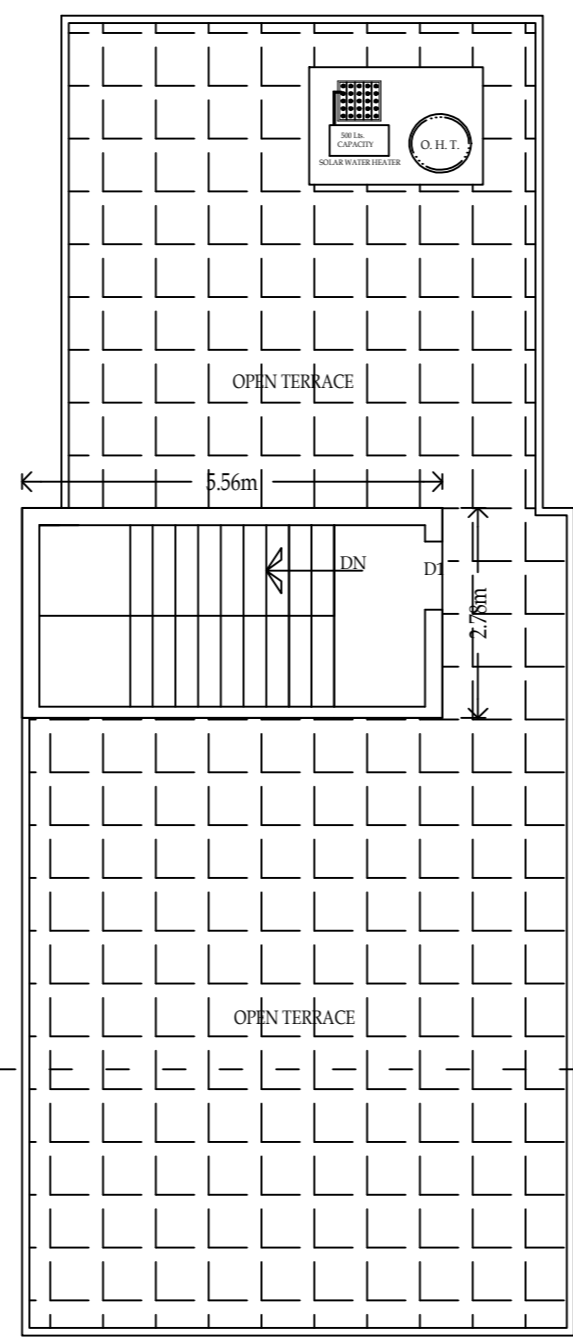 500 Lts.
CAPACITY
O. H. T.
SOLAR WATER HEATER
OPEN TERRACE
5.56m
DN
D1
2.78m
OPEN TERRACE